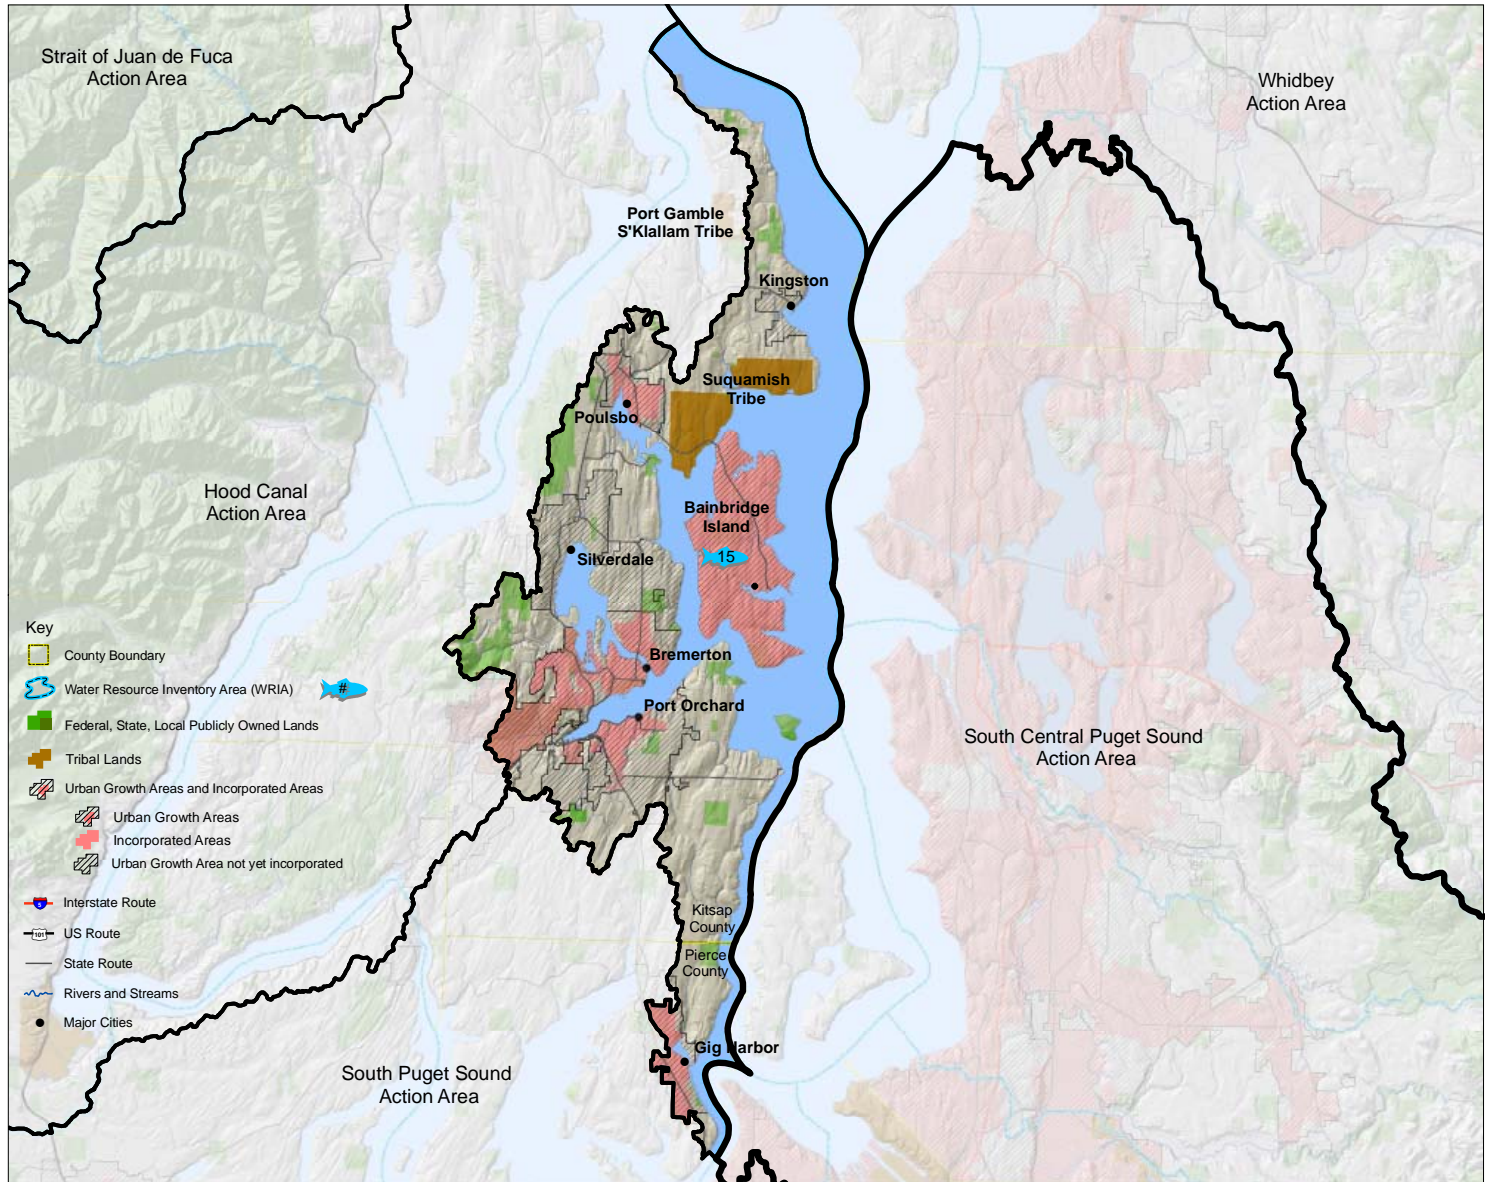 Strait of Juan de Fuca
Action Area
Whidbey
Action Area
Port Gamble
S'Klallam Tribe
Kingston
Suquamish
Tribe
Poulsbo
Hood Canal
Action Area
Bainbridge
Island
15
Silverdale
Bremerton
Port Orchard
South Central Puget Sound
Action Area
Kitsap
County
Pierce
County
Gig Harbor
South Puget Sound
Action Area
Key
County Boundary
Water Resource Inventory Area (WRIA)
#
Federal, State, Local Publicly Owned Lands
Tribal Lands
Urban Growth Areas and Incorporated Areas
Urban Growth Areas
Incorporated Areas
Urban Growth Area not yet incorporated
5
Interstate Route
101
US Route
State Route
Rivers and Streams
Major Cities